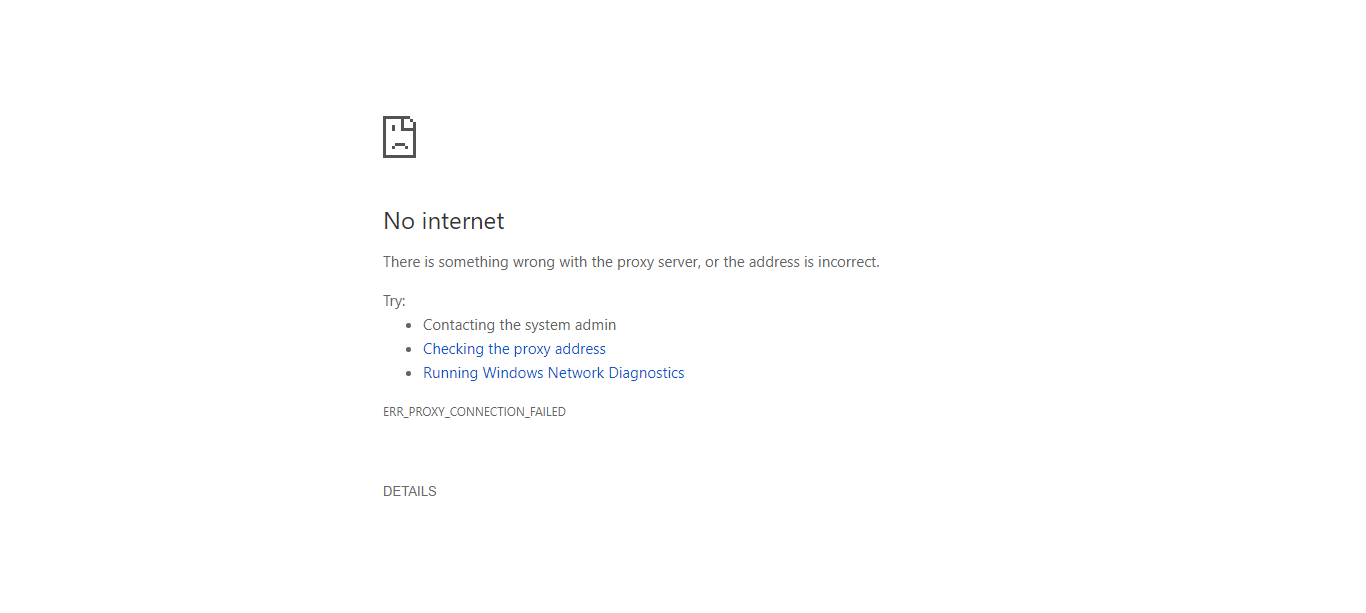 No internet
There is something wrong with the proxy server, or the address is incorrect.
Try:
• Contacting the system admin
• Checking the proxy address
• Running Windows Network Diagnostics
ERR_PROXY_CONNECTION_FAILED
DETAILS